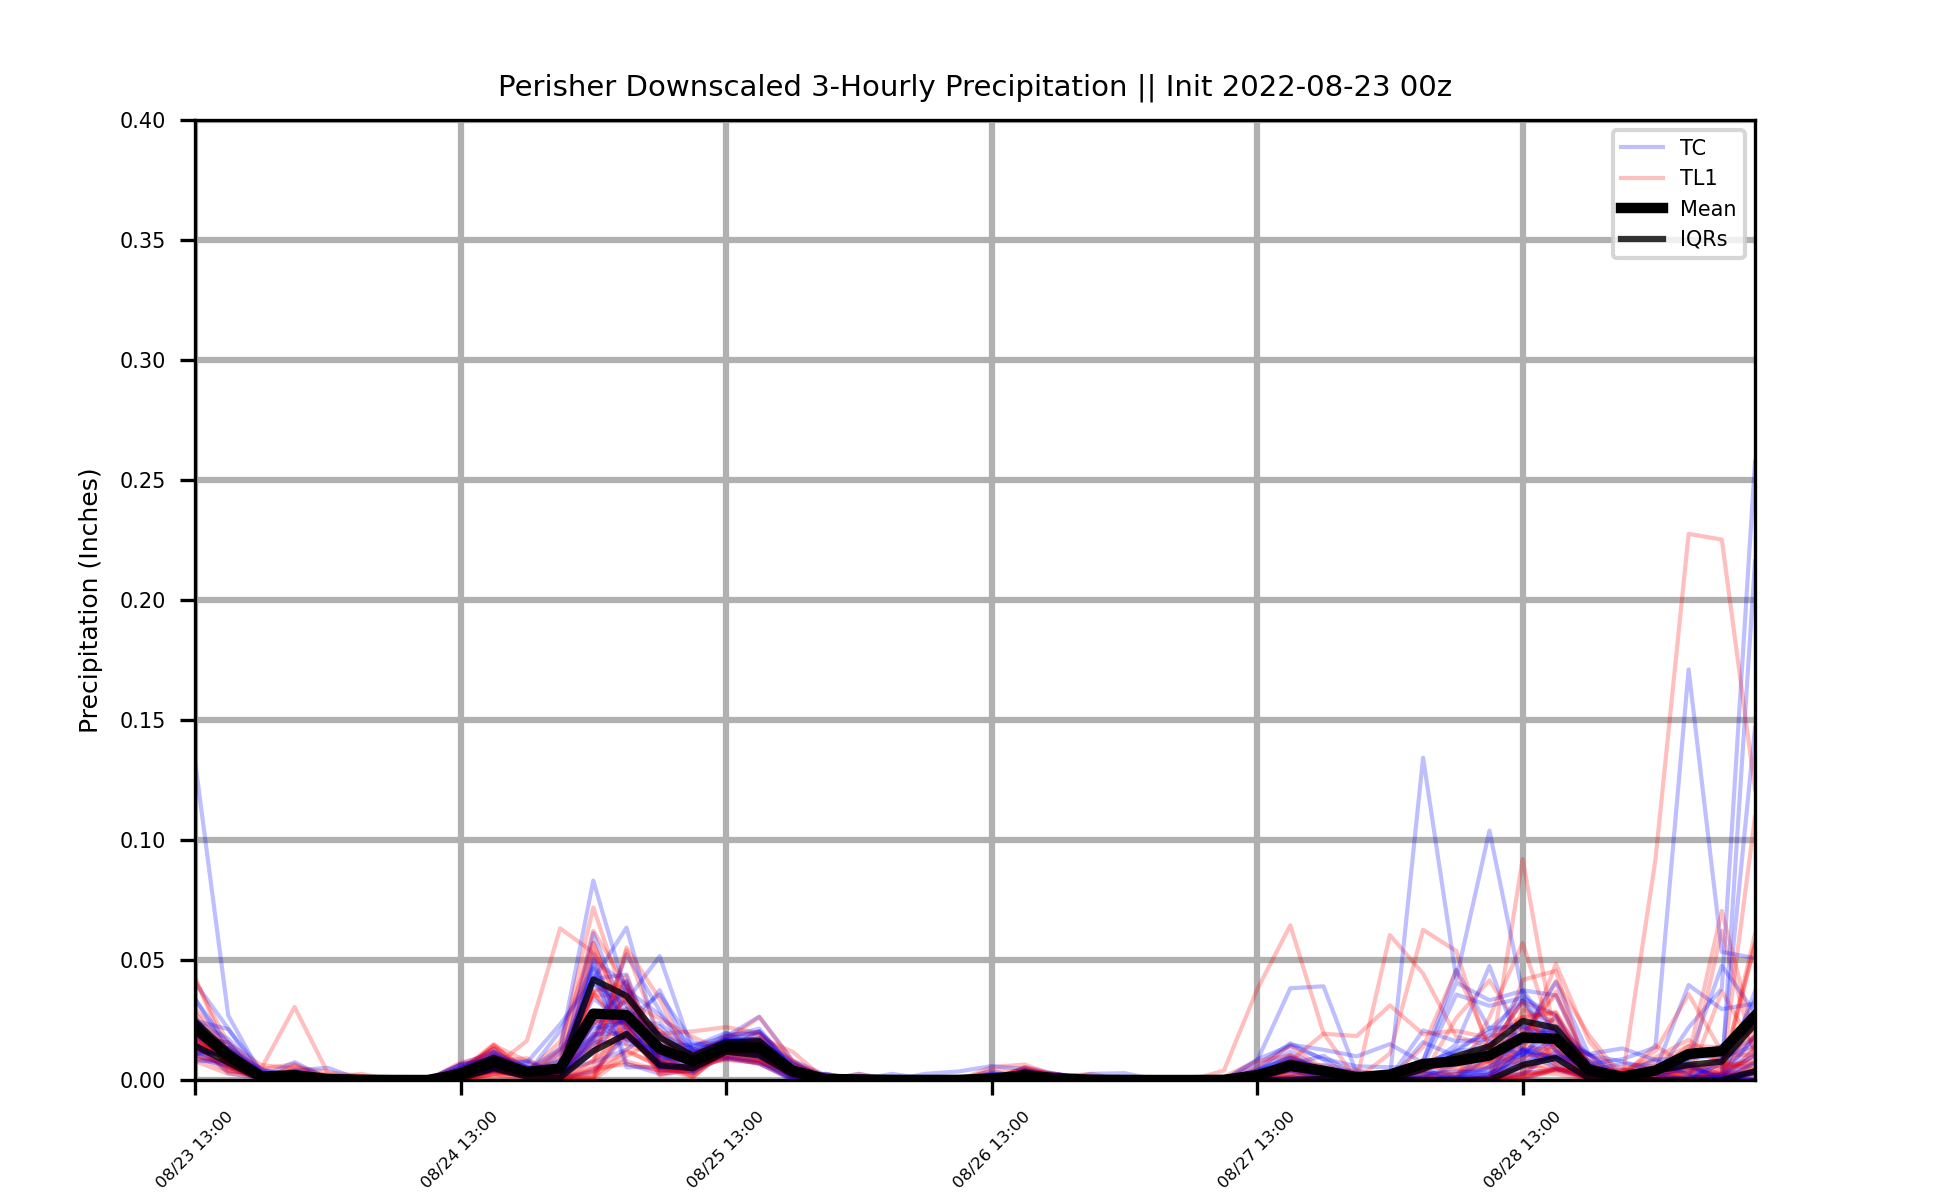 Perisher Downscaled 3-Hourly Precipitation || Init 2022-08-23 00z
TC
TL1
Mean
IQRs
Precipitation (Inches)
0.40
0.35
0.30
0.25
0.20
0.15
0.10
0.05
0.00
08/23 13:00
08/24 13:00
08/25 13:00
08/26 13:00
08/27 13:00
08/28 13:00